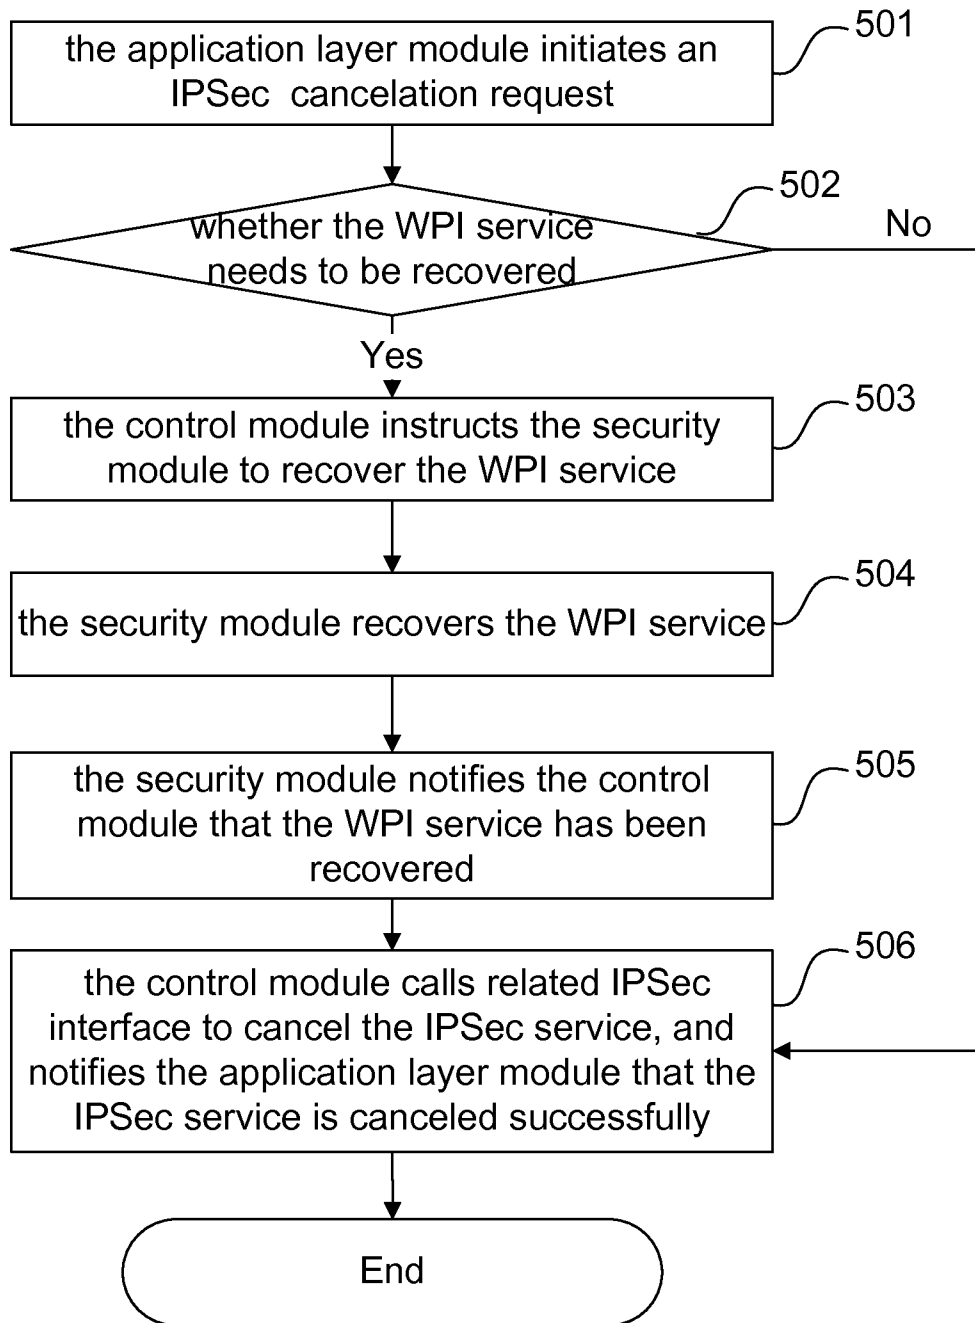 501
the application layer module initiates an
IPSec cancelation request
502
whether the WPI service
needs to be recovered
No
Yes
503
the control module instructs the security
module to recover the WPI service
504
the security module recovers the WPI service
505
the security module notifies the control
module that the WPI service has been
recovered
506
the control module calls related IPSec
interface to cancel the IPSec service, and
notifies the application layer module that the
IPSec service is canceled successfully
End